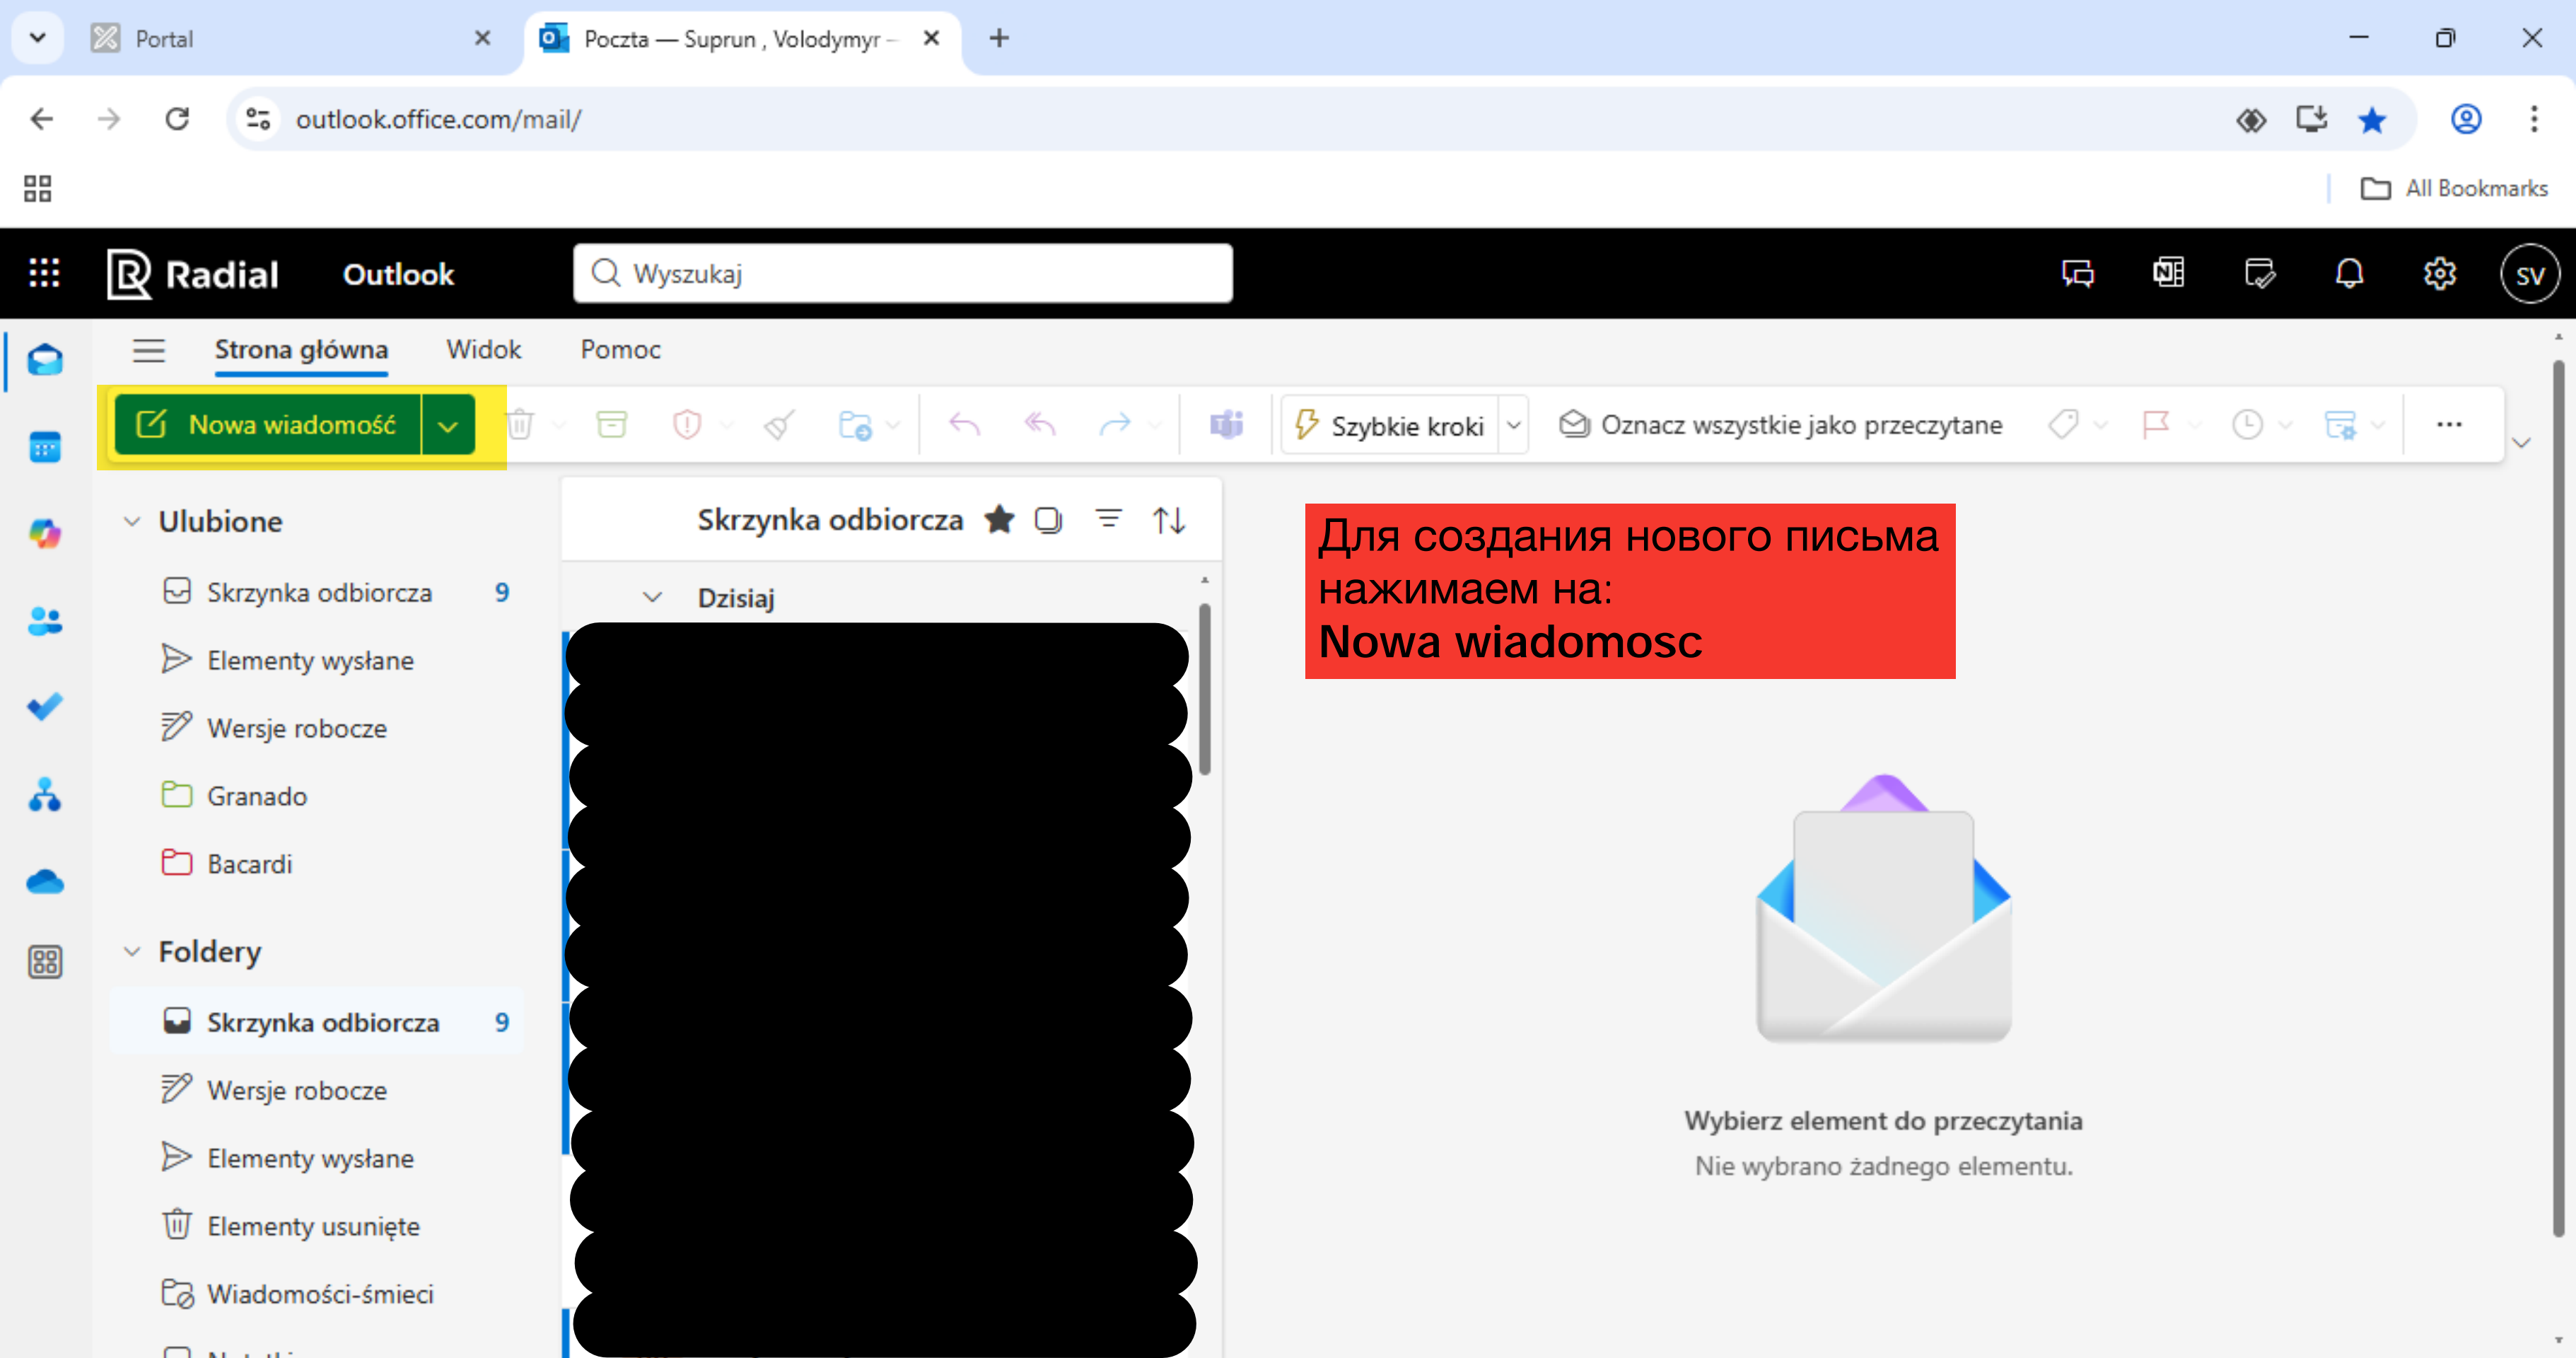 Portal
Poczta — Suprun , Volodymyr –
outlook.office.com/mail/
All Bookmarks
Radial
Outlook
Wyszukaj
SV
Strona główna
Widok
Pomoc
Nowa wiadomość
Szybkie kroki
Oznacz wszystkie jako przeczytane
Ulubione
Skrzynka odbiorcza 9
Elementy wysłane
Wersje robocze
Granado
Bacardi
Foldery
Skrzynka odbiorcza 9
Wersje robocze
Elementy wysłane
Elementy usunięte
Wiadomości-śmieci
Skrzynka odbiorcza
Dzisiaj
Для создания нового письма
нажимаем на:
Nowa wiadomosc
Wybierz element do przeczytania
Nie wybrano żadnego elementu.